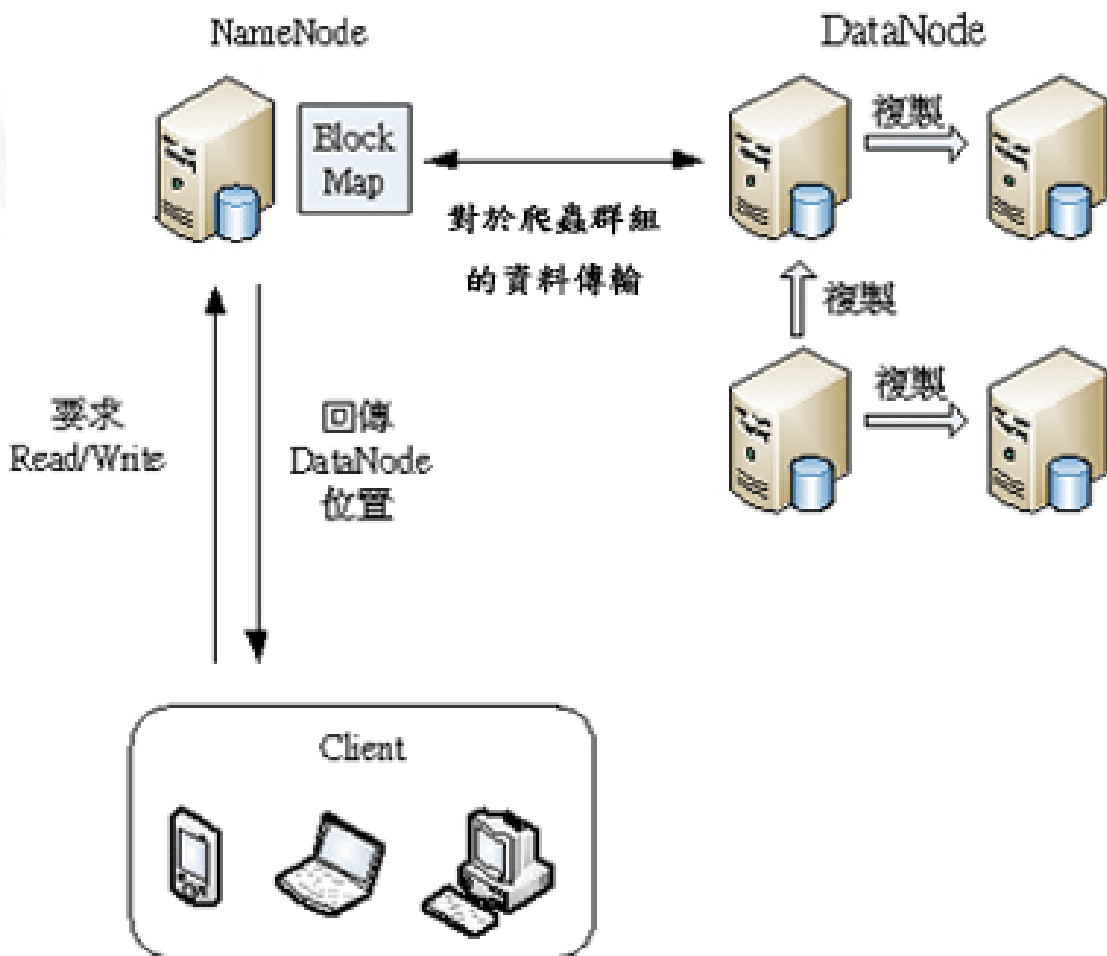 NameNode
DataNode
Block
Map
複製
對於爬蟲群組
的資料傳輸
複製
複製
要求
Read/Write
回傳
DataNode
位置
Client